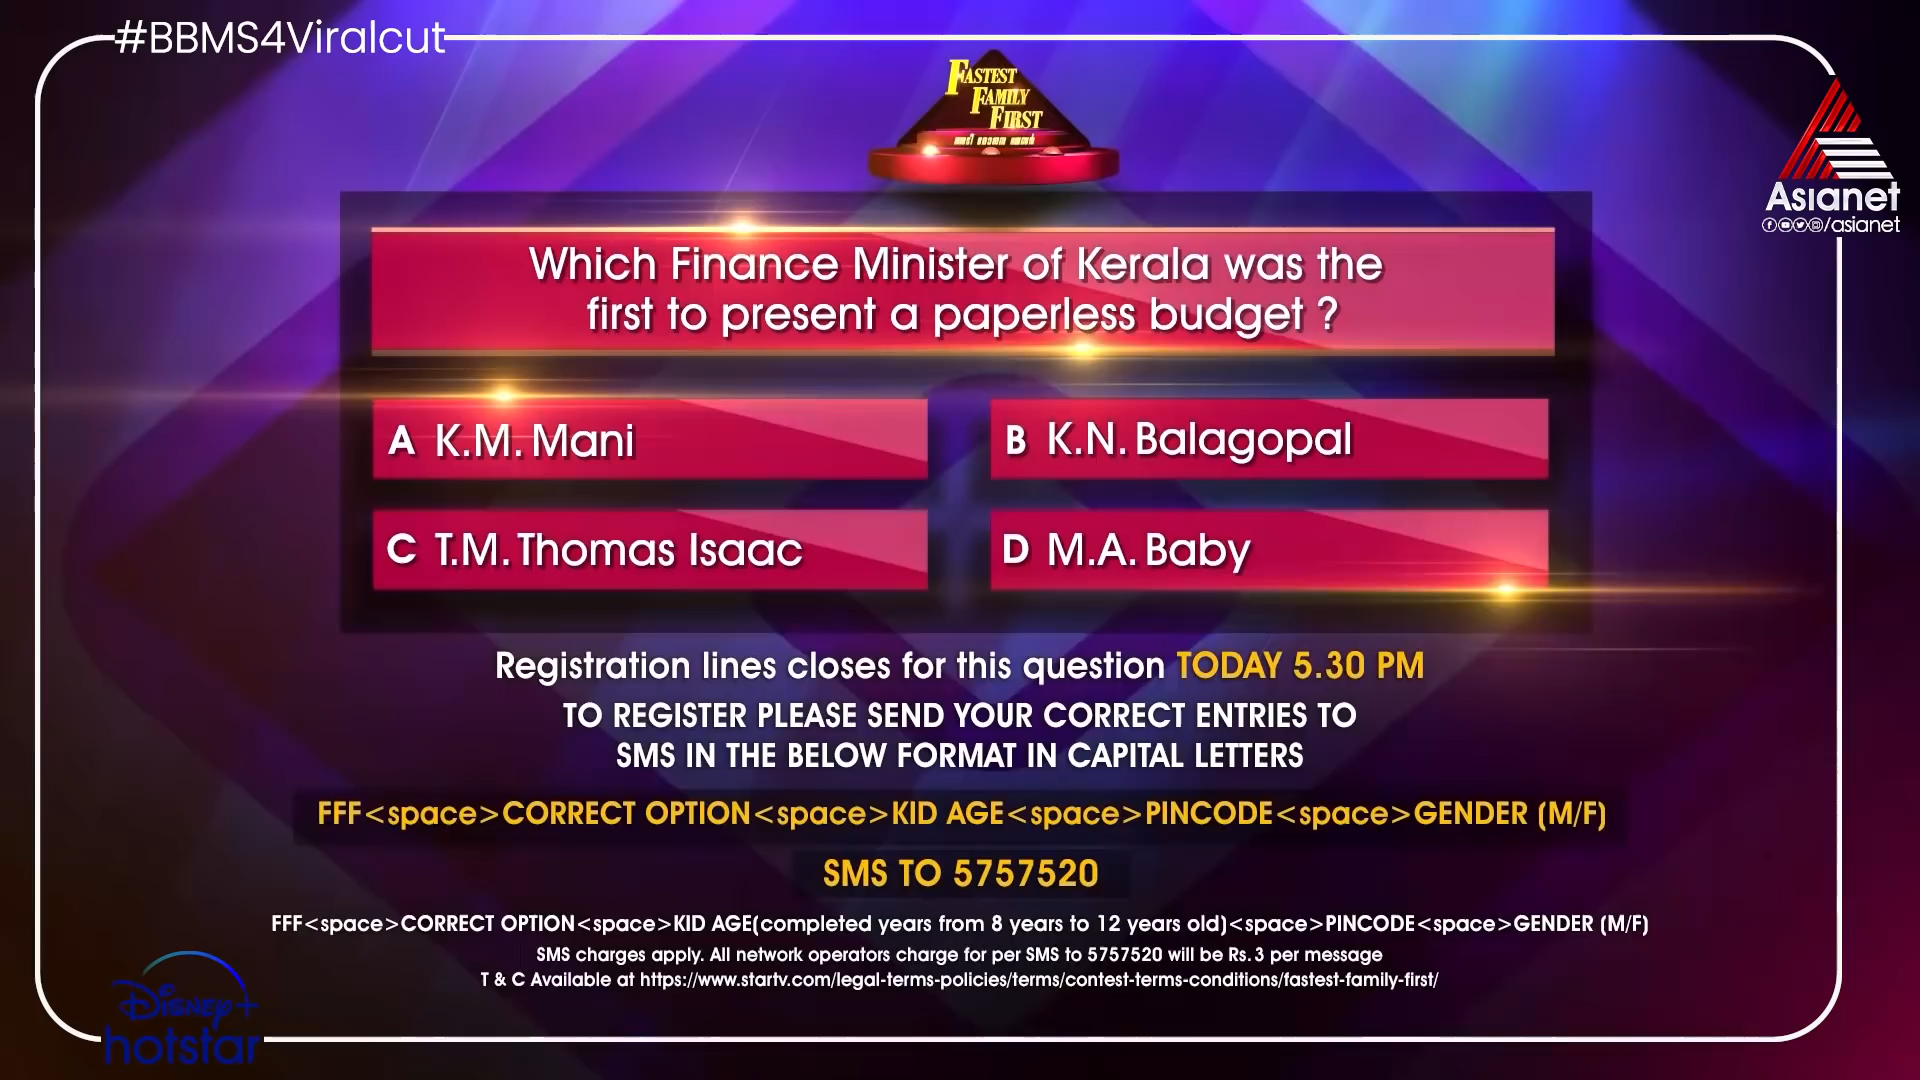 #BBMS4Viralcut
FASTEST
FAMILY
FIRST
Asianet
/asianet
Which Finance Minister of Kerala was the
first to present a paperless budget ?
A K.M. Mani
B K.N. Balagopal
C T.M. Thomas Isaac
D M.A. Baby
Registration lines closes for this question TODAY 5.30 PM
TO REGISTER PLEASE SEND YOUR CORRECT ENTRIES TO
SMS IN THE BELOW FORMAT IN CAPITAL LETTERS
FFF<space>CORRECT OPTION<space>KID AGE<space>PINCODE<space>GENDER (M/F)
SMS TO 5757520
FFF<space>CORRECT OPTION<space>KID AGE(completed years from 8 years to 12 years old)<space>PINCODE<space>GENDER (M/F)
SMS charges apply. All network operators charge for per SMS to 5757520 will be Rs. 3 per message
T & C Available at https://www.startv.com/legal-terms-policies/terms/contest-terms-conditions/fastest-family-first/
Disney+
hotstar